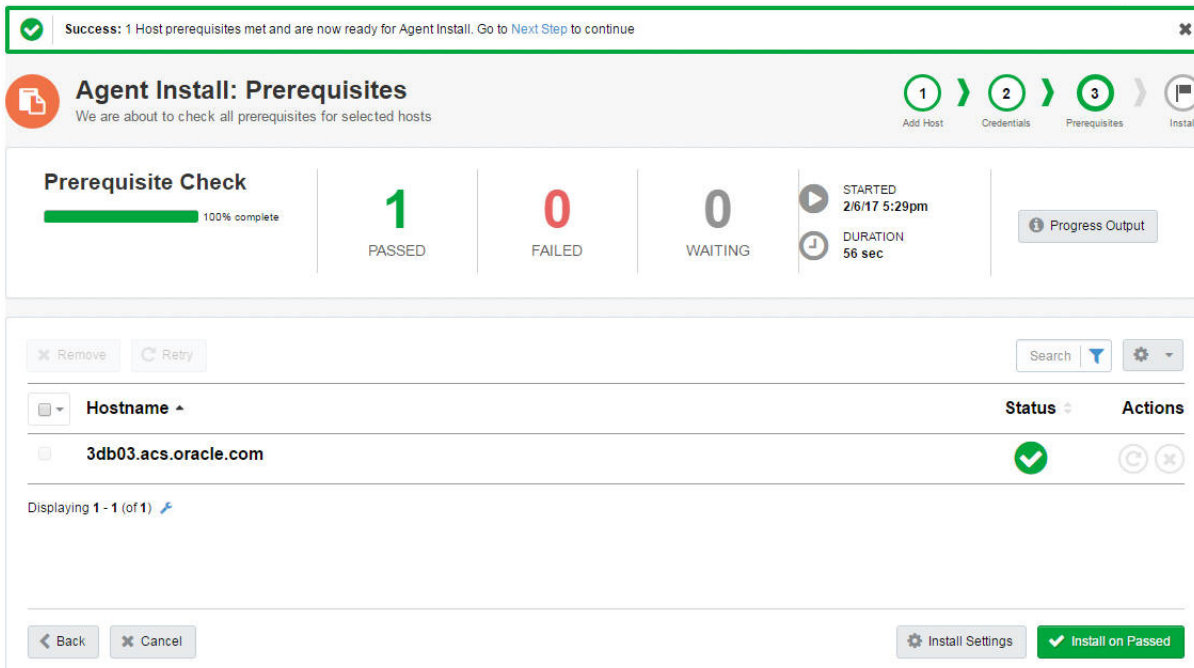 Success: 1 Host prerequisites met and are now ready for Agent Install. Go to Next Step to continue
Agent Install: Prerequisites
We are about to check all prerequisites for selected hosts
1
2
3
Add Host
Credentials
Prerequisites
Instal
Prerequisite Check
100% complete
1
PASSED
0
FAILED
0
WAITING
STARTED
2/6/17 5:29pm
DURATION
56 sec
Progress Output
Remove
Retry
Search
Hostname
Status
Actions
3db03.acs.oracle.com
Displaying 1 - 1 (of 1)
Back
Cancel
Install Settings
Install on Passed